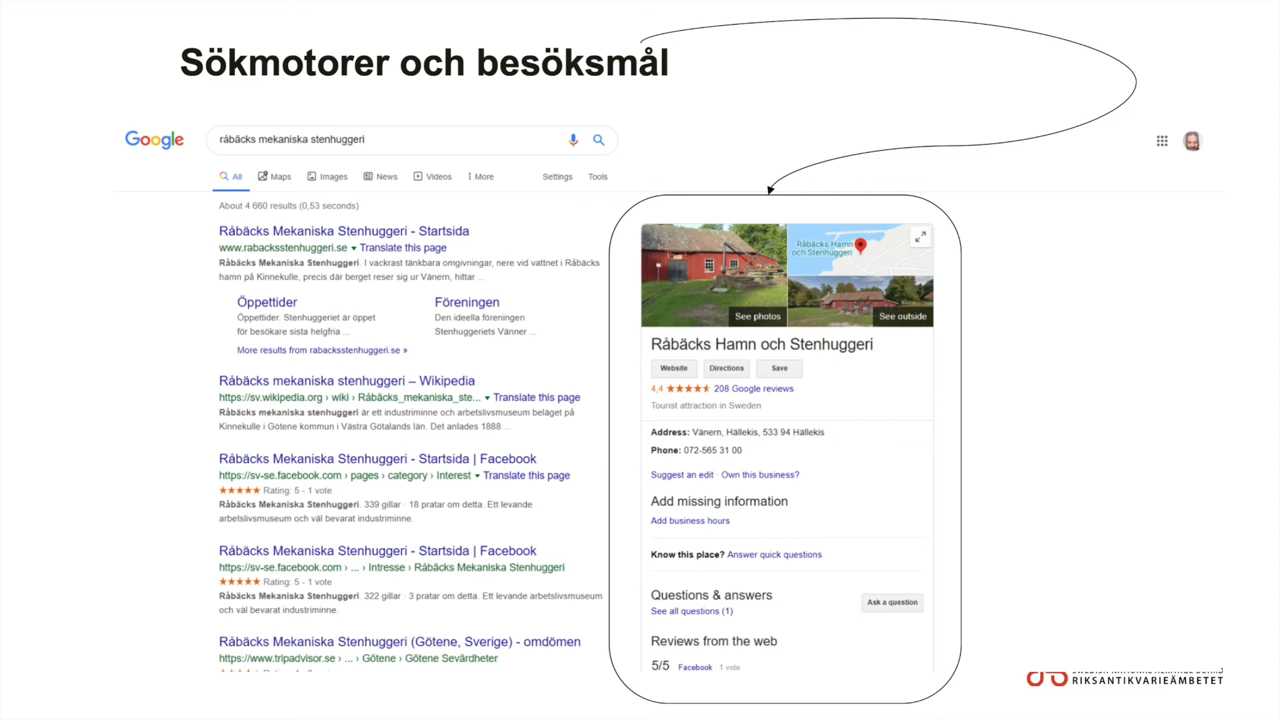 Sökmotorer och besöksmål
Google
råbäcks mekaniska stenhuggeri
All Maps Images News Videos More Settings Tools
About 4 660 results (0,53 seconds)
Råbäcks Mekaniska Stenhuggeri - Startsida
www.rabacksstenhuggeri.se Translate this page
Råbäcks Mekaniska Stenhuggeri. I vackrast tänkbara omgivningar, nere vid vattnet i Råbäcks
hamn på Kinnekulle, precis där berget reser sig ur Vänern, hittar ...
Öppettider
Öppettider. Stenhuggeriet är öppet
för besökare sista helgfria ...
Föreningen
Den ideella föreningen
Stenhuggeriets Vänner ...
More results from rabacksstenhuggeri.se »
Råbäcks mekaniska stenhuggeri – Wikipedia
https://sv.wikipedia.org › wiki › Råbäcks_mekaniska_ste... Translate this page
Råbäcks mekaniska stenhuggeri är ett industriminne och arbetslivsmuseum beläget på
Kinnekulle i Götene kommun i Västra Götalands län. Det anlades 1888 ...
Råbäcks Mekaniska Stenhuggeri - Startsida | Facebook
https://sv-se.facebook.com › pages › category › Interest Translate this page
Rating: 5 - 1 vote
Råbäcks Mekaniska Stenhuggeri. 339 gillar · 18 pratar om detta. Ett levande
arbetslivsmuseum och väl bevarat industriminne.
Råbäcks Mekaniska Stenhuggeri - Startsida | Facebook
https://sv-se.facebook.com › ... › Intresse › Råbäcks Mekaniska Stenhuggeri
Rating: 5 - 1 vote
Råbäcks Mekaniska Stenhuggeri. 322 gillar · 3 pratar om detta. Ett levande arbetslivsmuseum
och väl bevarat industriminne.
Råbäcks Mekaniska Stenhuggeri (Götene, Sverige) - omdömen
https://www.tripadvisor.se › ... › Götene › Götene Sevärdheter
Råbäcks Hamn
och Stenhuggeri
See photos
See outside
Råbäcks Hamn och Stenhuggeri
Website Directions Save
4,4 208 Google reviews
Tourist attraction in Sweden
Address: Vänern, Hällekis, 533 94 Hällekis
Phone: 072-565 31 00
Suggest an edit · Own this business?
Add missing information
Add business hours
Know this place? Answer quick questions
Questions & answers
See all questions (1)
Ask a question
Reviews from the web
5/5 Facebook 1 vote
RIKSANTIKVARIEÄMBETET